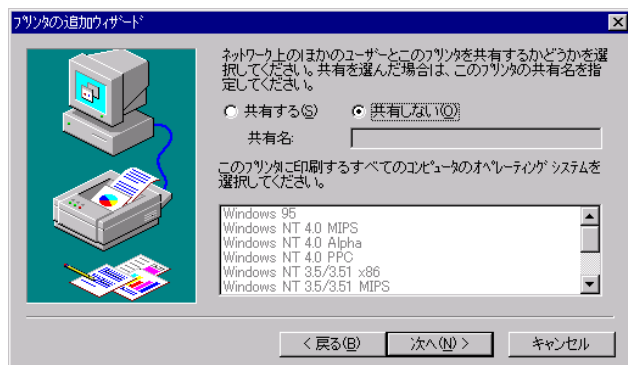 プリンタの追加ウィザード
ネットワーク上のほかのユーザーとこのプリンタを共有するかどうかを選
択してください。共有を選んだ場合は、このプリンタの共有名を指
定してください。
共有する(S) 共有しない(O)
共有名:
このプリンタに印刷するすべてのコンピュータのオペレーティング システムを
選択してください。
Windows 95
Windows NT 4.0 MIPS
Windows NT 4.0 Alpha
Windows NT 4.0 PPC
Windows NT 3.5/3.51 x86
Windows NT 3.5/3.51 MIPS
< 戻る(B) 次へ(N) > キャンセル